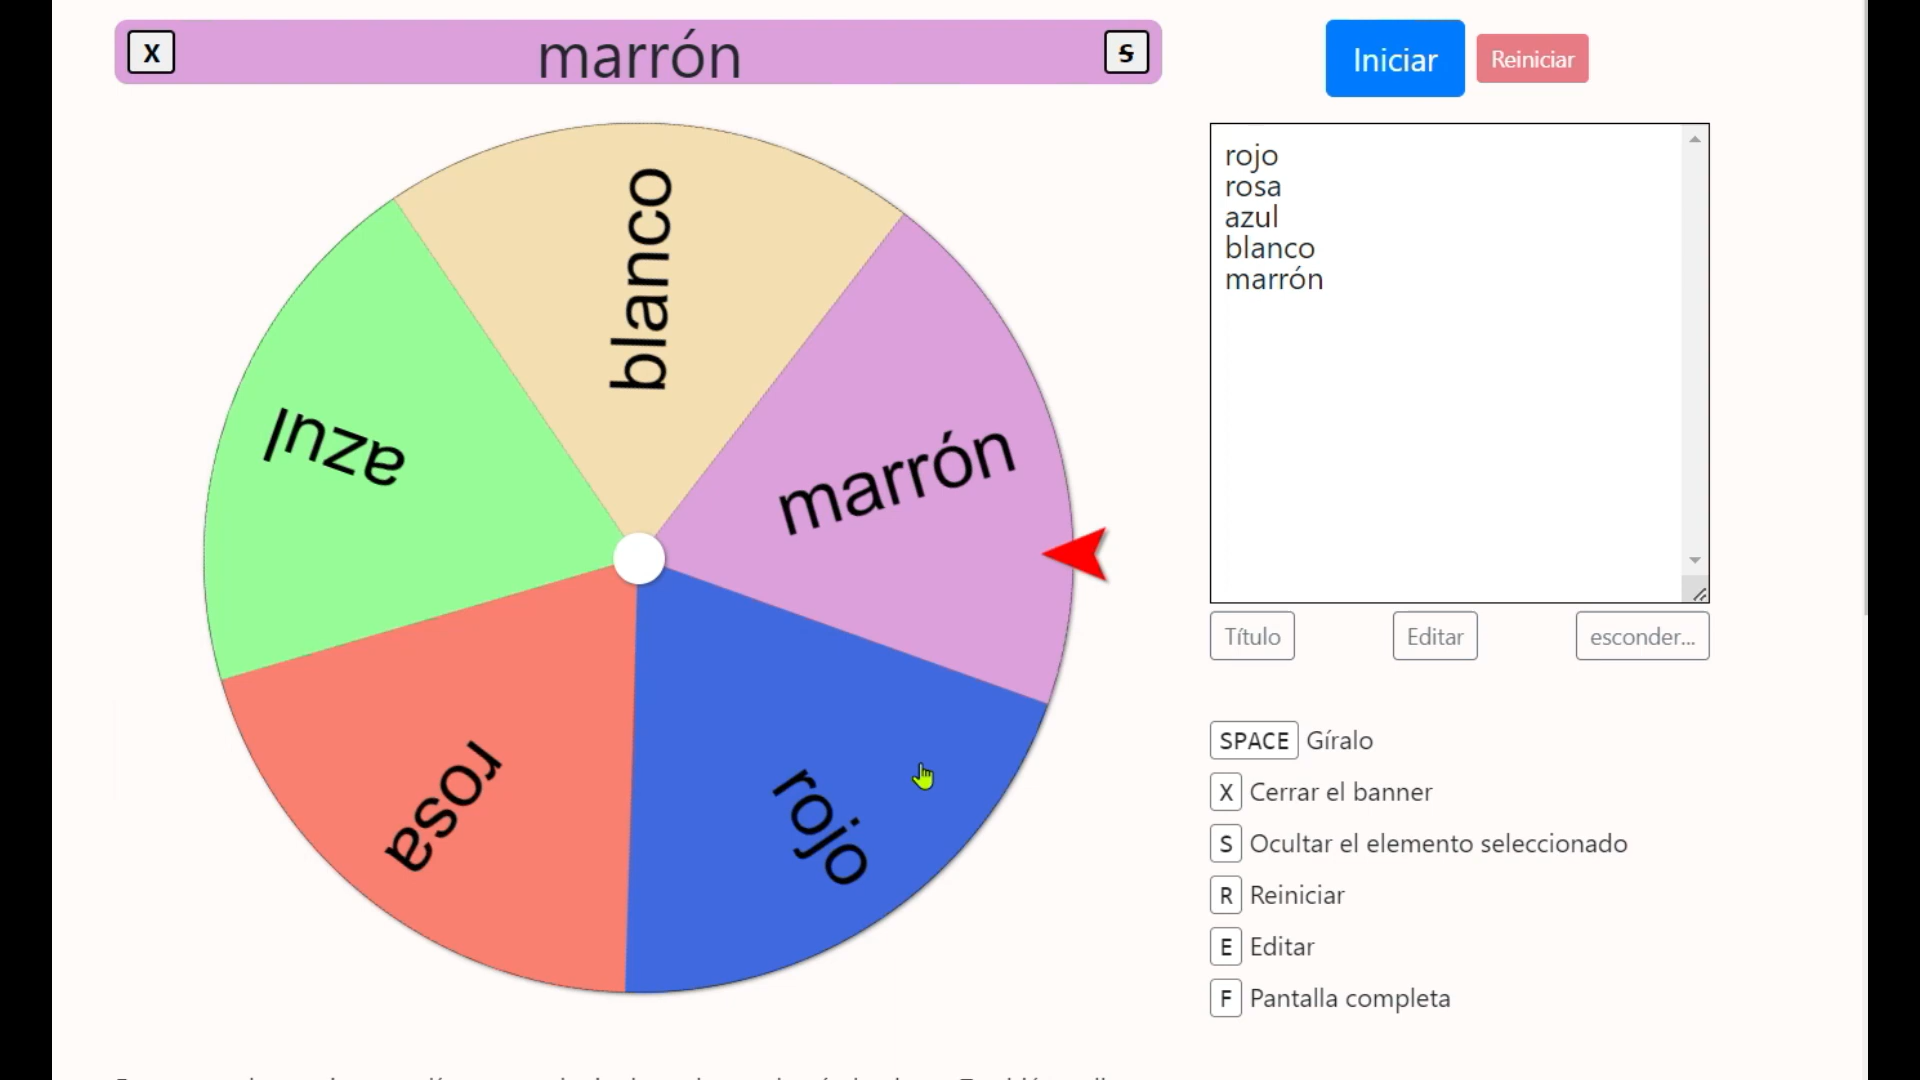 X
marrón
S
Iniciar
Reiniciar
rojo
rosa
azul
blanco
marrón
blanco
marrón
azul
rosa
rojo
Título
Editar
esconder...
SPACE Gíralo
X Cerrar el banner
S Ocultar el elemento seleccionado
R Reiniciar
E Editar
F Pantalla completa